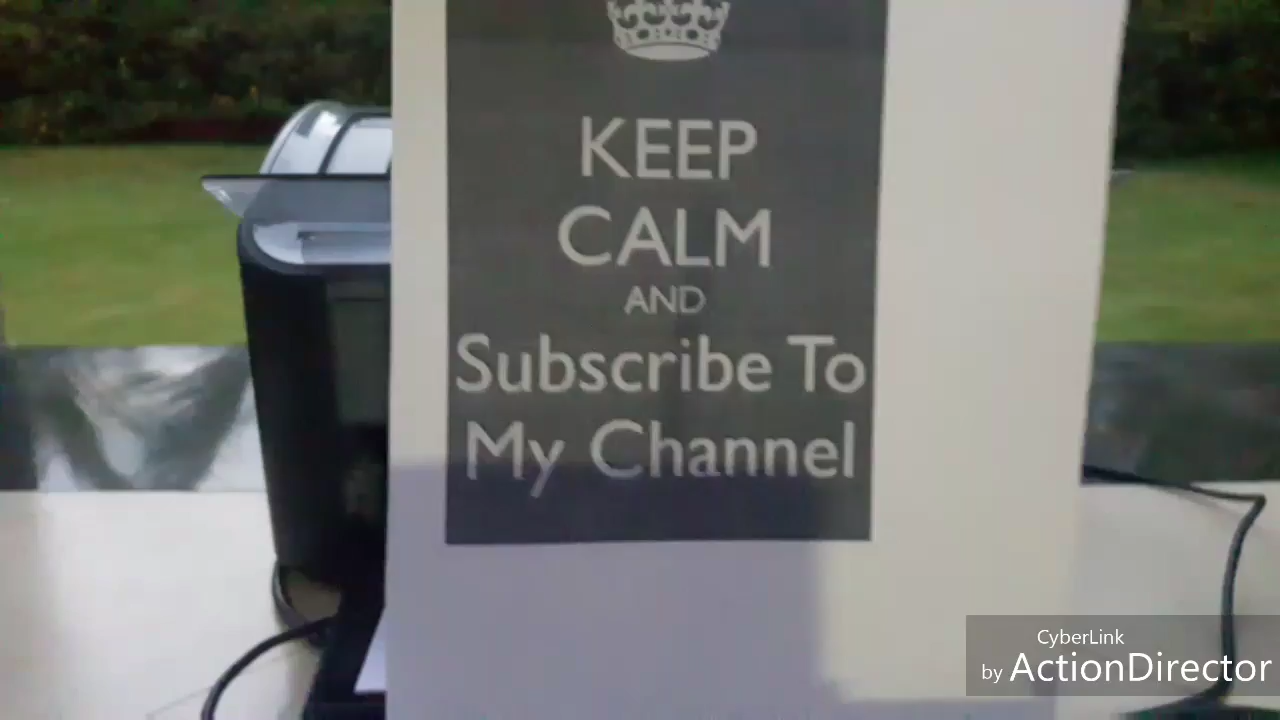 KEEP
CALM
AND
Subscribe To
My Channel
CyberLink
by ActionDirector